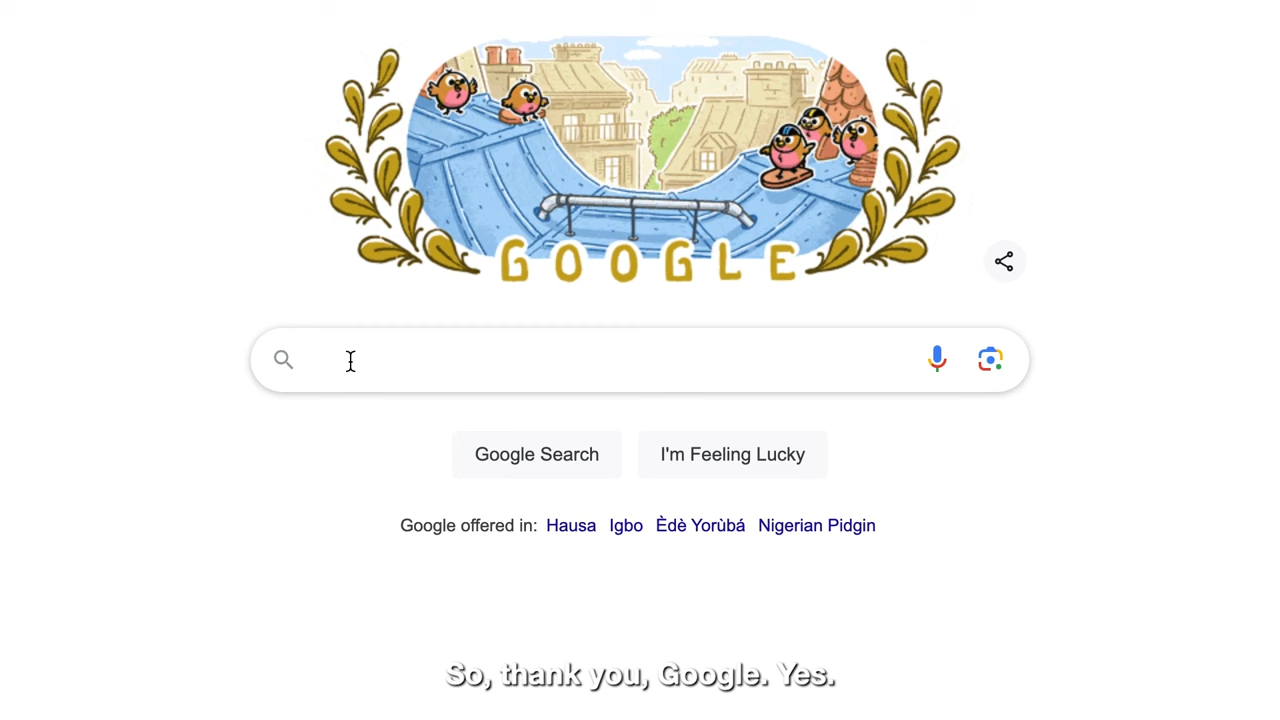 GOOGLE
Google Search
I'm Feeling Lucky
Google offered in: Hausa Igbo Èdè Yorùbá Nigerian Pidgin
So, thank you, Google. Yes.